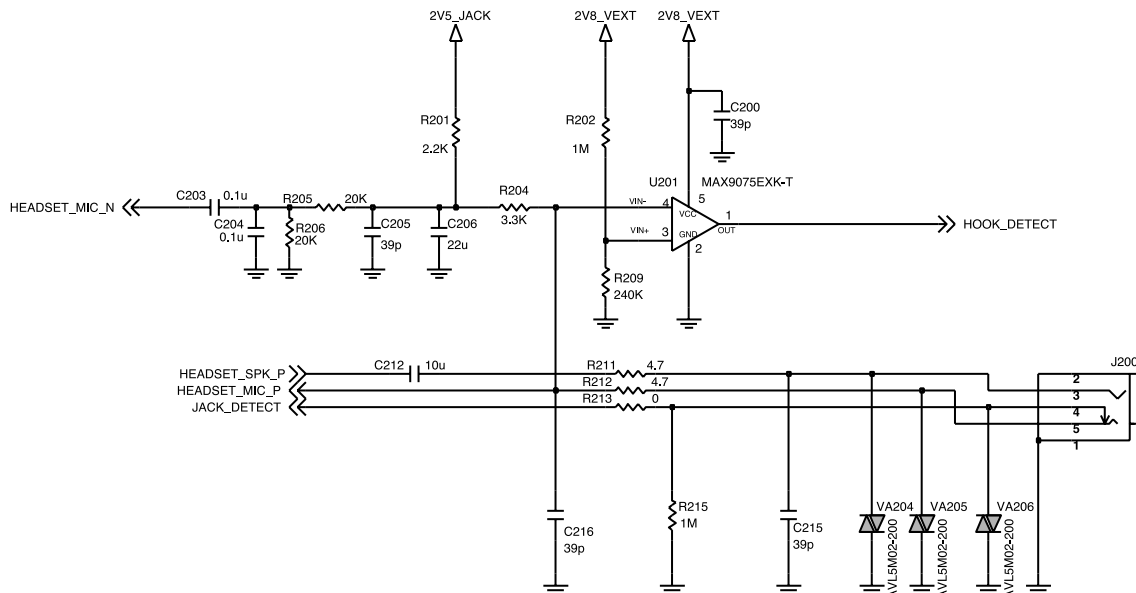 2V5_JACK 2V8_VEXT 2V8_VEXT
C200
39p
R201
2.2K
R202
1M
U201 MAX9075EXK-T
HEADSET_MIC_N
C203 0.1u
C204
0.1u
R205 20K
R206
20K
C205
39p
C206
22u
R204
3.3K
VIN- 4
VIN+ 3
5
VCC
GND
2
1
OUT
HOOK_DETECT
R209
240K
HEADSET_SPK_P
C212 10u
R211 4.7
HEADSET_MIC_P
R212 4.7
JACK_DETECT
R213 0
J200
2
3
4
5
1
C216
39p
R215
1M
C215
39p
VA204
AVL5M02-200
VA205
AVL5M02-200
VA206
AVL5M02-200